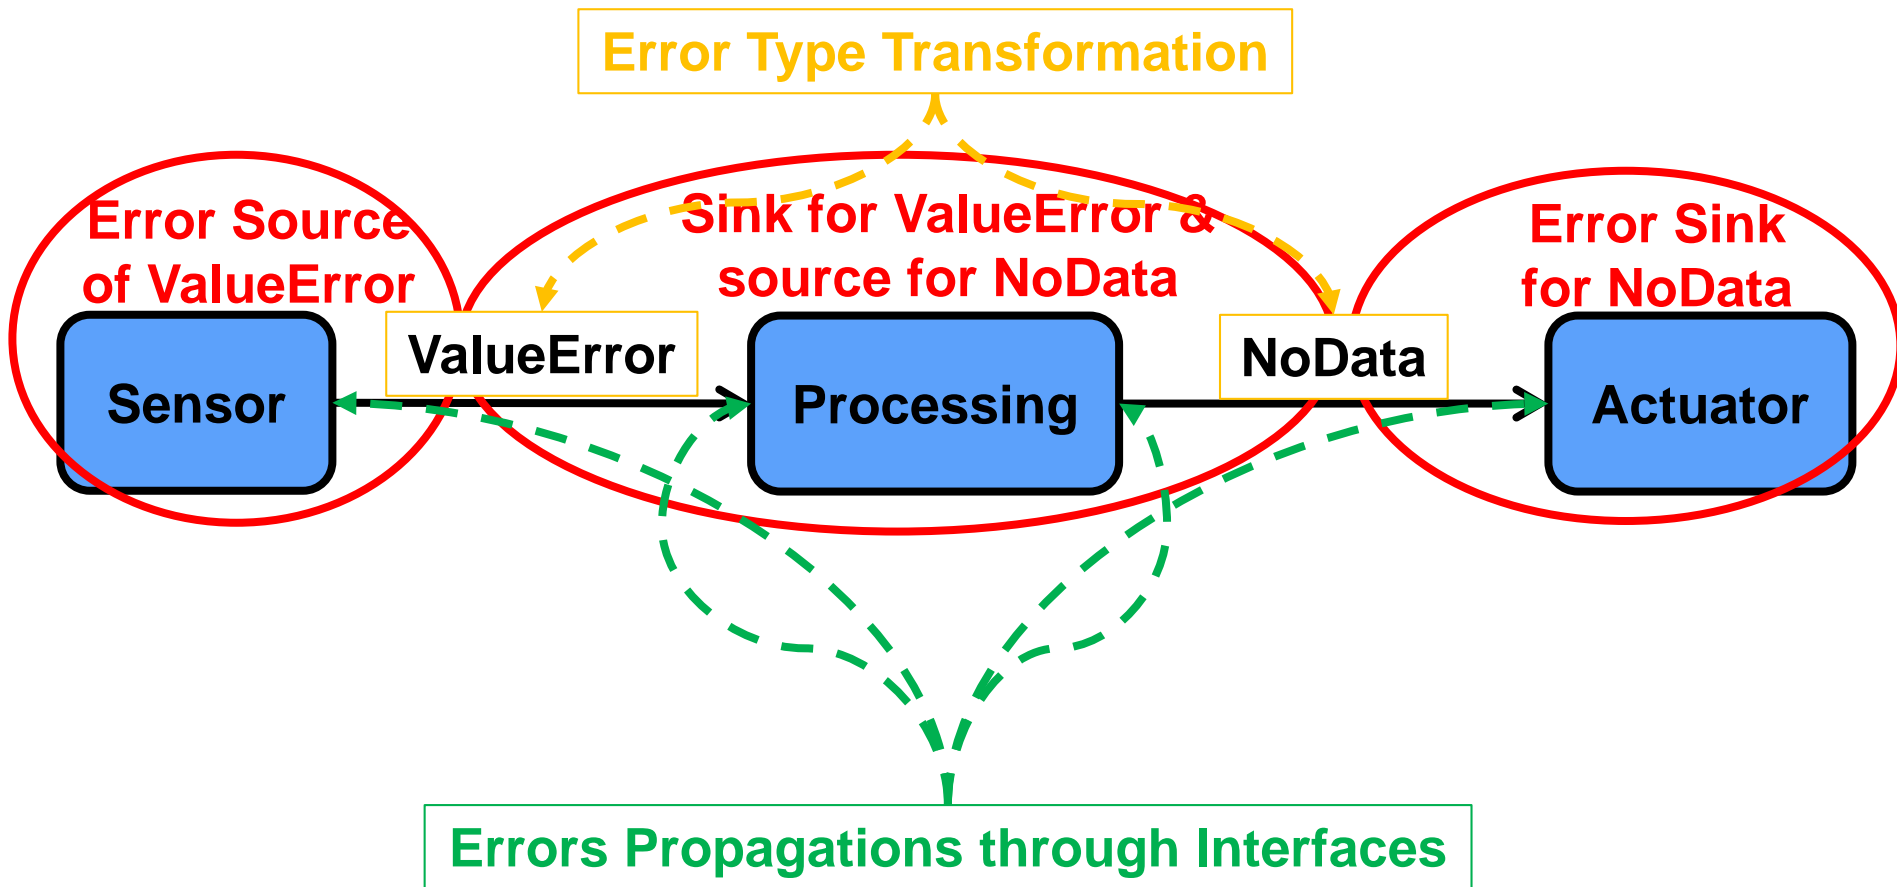 Error Type Transformation
Error Source
of ValueError
Sink for ValueError &
source for NoData
Error Sink
for NoData
ValueError
NoData
Sensor
Processing
Actuator
Errors Propagations through Interfaces